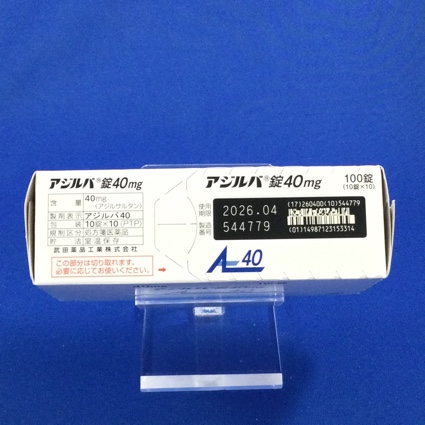 アジルバ®錠40mg
含量 40mg
(アジルサルタン)
製剤表示 アジルバ40
包装 10錠×10(PTP)
規制区分 処方箋医薬品
貯法 室温保存
武田薬品工業株式会社
この部分は切り取れます。
必要に応じてお使いください。
アジルバ®錠40mg
100錠
(10錠×10)
使用期限 2026.04
製造番号 544779
(17)260400(10)544779
(01)14987123153314
40